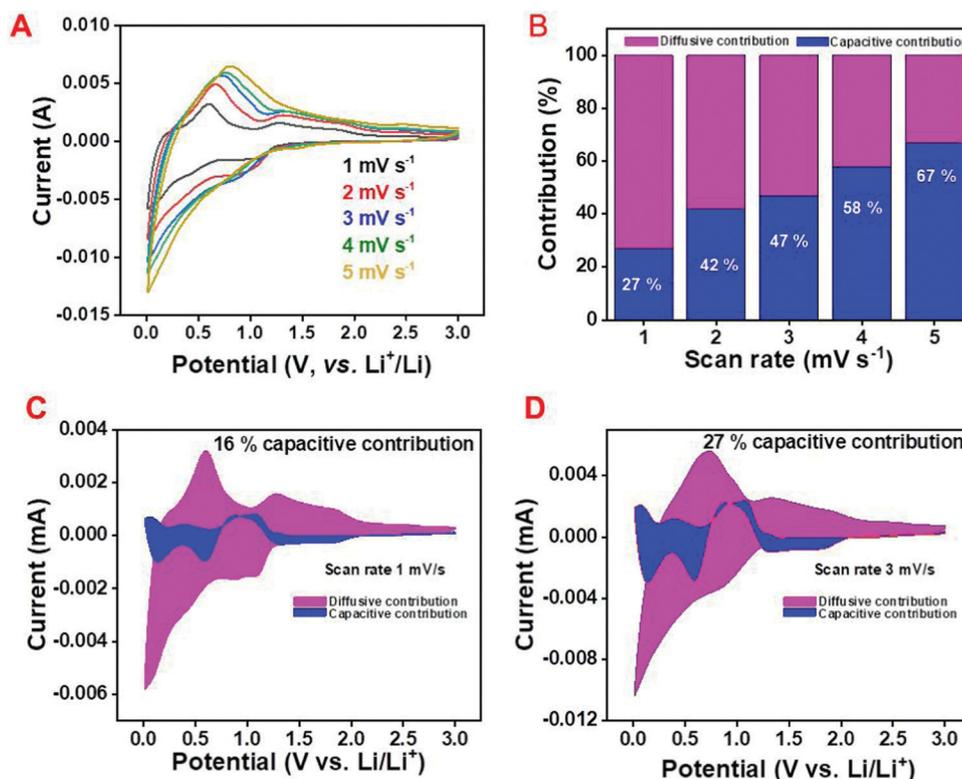 A
0.010
0.005
0.000
-0.005
-0.010
-0.015
Current (A)
1 mV s⁻¹
2 mV s⁻¹
3 mV s⁻¹
4 mV s⁻¹
5 mV s⁻¹
0.0 0.5 1.0 1.5 2.0 2.5 3.0
Potential (V, vs. Li⁺/Li)
B
Diffusive contribution Capacitive contribution
100
80
60
40
20
0
Contribution (%)
27 % 42 % 47 % 58 % 67 %
1 2 3 4 5
Scan rate (mV s⁻¹)
C
16 % capacitive contribution
0.004
0.002
0.000
-0.002
-0.004
-0.006
Current (mA)
Scan rate 1 mV/s
Diffusive contribution
Capacitive contribution
0.0 0.5 1.0 1.5 2.0 2.5 3.0
Potential (V vs. Li/Li⁺)
D
27 % capacitive contribution
0.004
0.000
-0.004
-0.008
-0.012
Current (mA)
Scan rate 3 mV/s
Diffusive contribution
Capacitive contribution
0.0 0.5 1.0 1.5 2.0 2.5 3.0
Potential (V vs. Li/Li⁺)